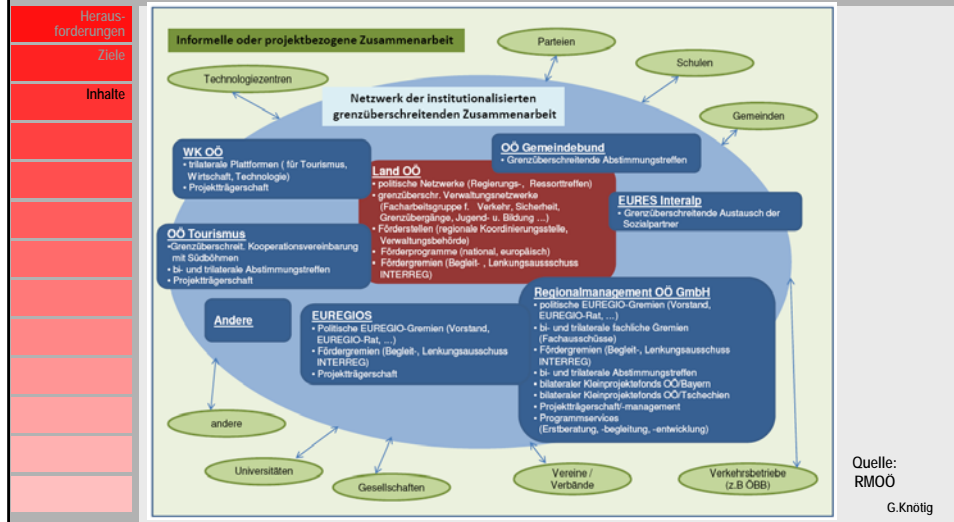 Heraus-
forderungen
Ziele
Inhalte
Informelle oder projektbezogene Zusammenarbeit
Parteien
Schulen
Technologiezentren
Gemeinden
Netzwerk der institutionalisierten
grenzüberschreitenden Zusammenarbeit
WK OÖ
• trilaterale Plattformen ( für Tourismus,
Wirtschaft, Technologie)
• Projektträgerschaft
OÖ Gemeindebund
• Grenzüberschreitende Abstimmungstreffen
Land OÖ
• politische Netzwerke (Regierungs-, Ressorttreffen)
• grenzüberschr. Verwaltungsnetzwerke
(Facharbeitsgruppe f. Verkehr, Sicherheit,
Grenzübergänge, Jugend- u. Bildung ...)
• Förderstellen (regionale Koordinierungsstelle,
Verwaltungsbehörde)
• Förderprogramme (national, europäisch)
• Fördergremien (Begleit- , Lenkungsaussschuss
INTERREG)
EURES Interalp
• Grenzüberschreitende Austausch der
Sozialpartner
OÖ Tourismus
•Grenzüberschreit. Kooperationsvereinbarung
mit Südböhmen
• bi- und trilaterale Abstimmungstreffen
• Projektträgerschaft
Andere
EUREGIOS
• Politische EUREGIO-Gremien (Vorstand,
EUREGIO-Rat, ...)
• Fördergremien (Begleit-, Lenkungsausschuss
INTERREG)
• Projektträgerschaft
Regionalmanagement OÖ GmbH
• politische EUREGIO-Gremien (Vorstand,
EUREGIO-Rat, ...)
• bi- und trilaterale fachliche Gremien
(Fachausschüsse)
• Fördergremien (Begleit-, Lenkungsausschuss
INTERREG)
• bi- und trilaterale Abstimmungstreffen
• bilateraler Kleinprojektefonds OÖ/Bayern
• bilateraler Kleinprojektefonds OÖ/Tschechien
• Projektträgerschaft/-management
• Programmservices
(Erstberatung, -begleitung, -entwicklung)
andere
Universitäten
Gesellschaften
Vereine /
Verbände
Verkehrsbetriebe
(z.B ÖBB)
Quelle:
RMOÖ
G.Knötig